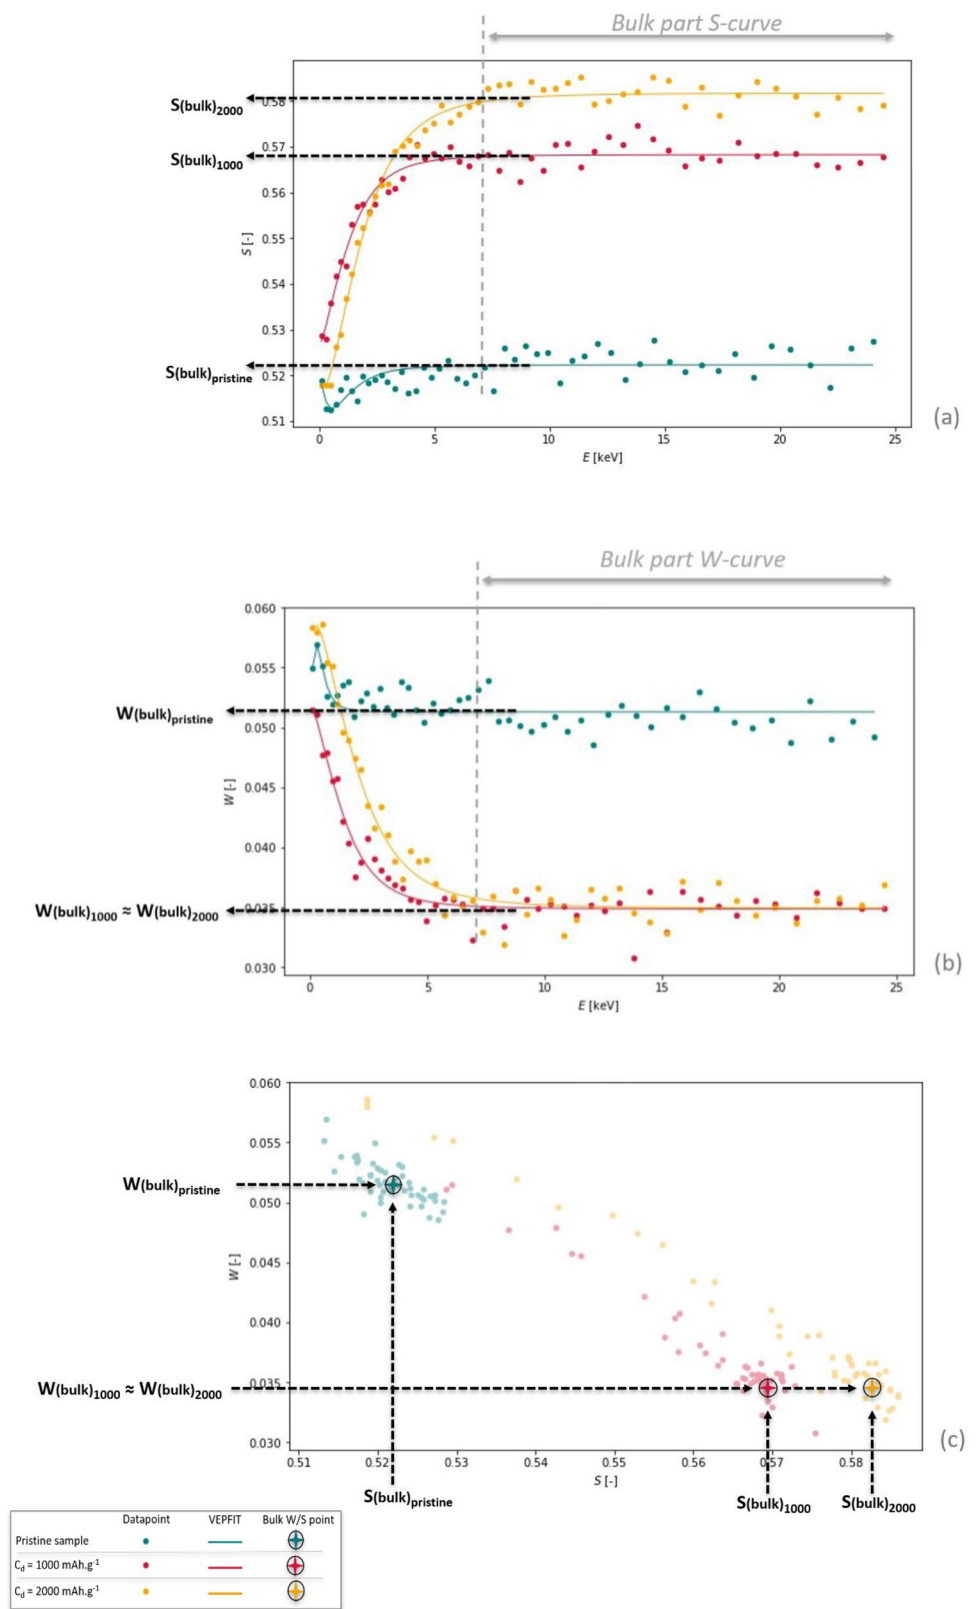 Bulk part S-curve
S(bulk)2000
S(bulk)1000
S(bulk)pristine
S [-]
0.58
0.57
0.56
0.55
0.54
0.53
0.52
0.51
0 5 10 15 20 25
E [keV]
(a)
Bulk part W-curve
W(bulk)pristine
W(bulk)1000 ≈ W(bulk)2000
W [-]
0.060
0.055
0.050
0.045
0.040
0.035
0.030
0 5 10 15 20 25
E [keV]
(b)
W(bulk)pristine
W(bulk)1000 ≈ W(bulk)2000
W [-]
0.060
0.055
0.050
0.045
0.040
0.035
0.030
0.51 0.52 0.53 0.54 0.55 0.56 0.57 0.58
S [-]
(c)
S(bulk)pristine
S(bulk)1000
S(bulk)2000
Datapoint VEPFIT Bulk W/S point
Pristine sample
Cd = 1000 mAh.g-1
Cd = 2000 mAh.g-1